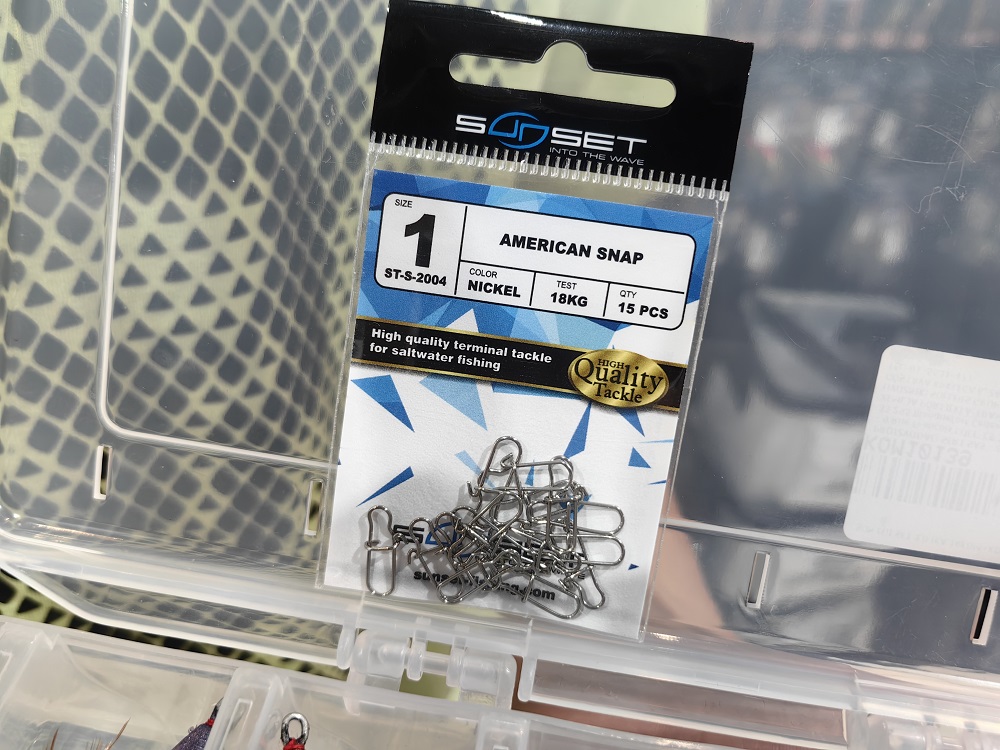 SUNSET
INTO THE WAVE
SIZE
1
ST-S-2004
AMERICAN SNAP
COLOR
NICKEL
TEST
18KG
QTY
15 PCS
High quality terminal tackle
for saltwater fishing
HIGH
Quality
Tackle